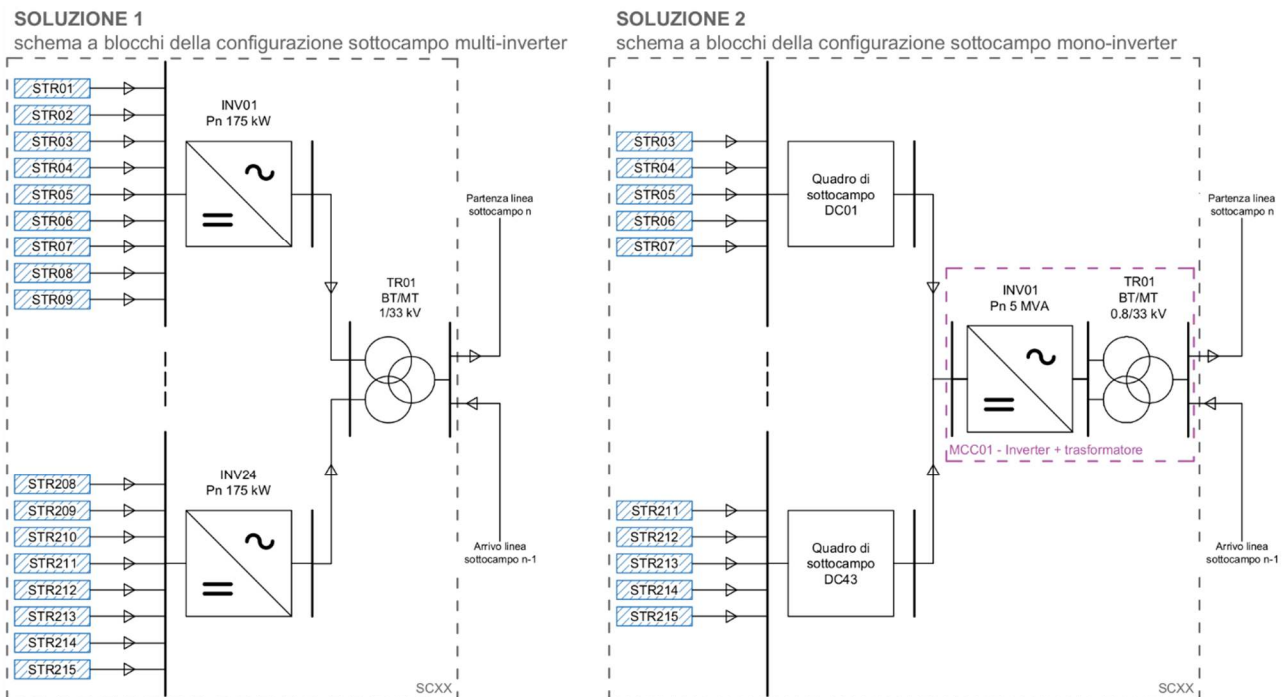 SOLUZIONE 1
schema a blocchi della configurazione sottocampo multi-inverter
STR01
STR02
STR03
STR04
STR05
STR06
STR07
STR08
STR09
INV01
Pn 175 kW
TR01
BT/MT
1/33 kV
Partenza linea
sottocampo n
STR208
STR209
STR210
STR211
STR212
STR213
STR214
STR215
INV24
Pn 175 kW
Arrivo linea
sottocampo n-1
SCXX
SOLUZIONE 2
schema a blocchi della configurazione sottocampo mono-inverter
STR03
STR04
STR05
STR06
STR07
Quadro di
sottocampo
DC01
INV01
Pn 5 MVA
TR01
BT/MT
0.8/33 kV
MCC01 - Inverter + trasformatore
Partenza linea
sottocampo n
STR211
STR212
STR213
STR214
STR215
Quadro di
sottocampo
DC43
Arrivo linea
sottocampo n-1
SCXX